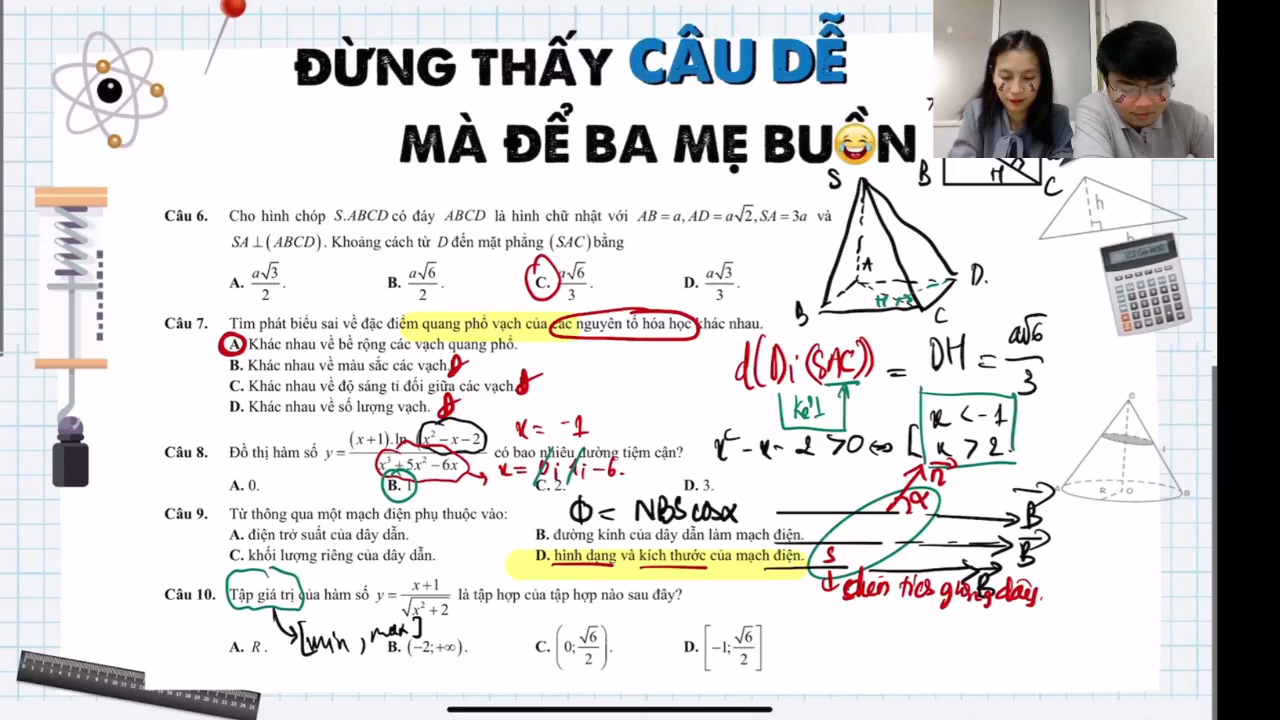 ĐỪNG THẤY CÂU DỄ
MÀ ĐỂ BA MẸ BUỒN
Câu 6. Cho hình chóp S.ABCD có đáy ABCD là hình chữ nhật với AB = a, AD = a√2, SA = 3a và
SA ⊥ (ABCD). Khoảng cách từ D đến mặt phẳng (SAC) bằng
A. a√3/2. B. a√6/2. C. a√6/3. D. a√3/3.
Câu 7. Tìm phát biểu sai về đặc điểm quang phổ vạch của các nguyên tố hóa học khác nhau.
A. Khác nhau về bề rộng các vạch quang phổ.
B. Khác nhau về màu sắc các vạch. Đ
C. Khác nhau về độ sáng tỉ đối giữa các vạch. Đ
D. Khác nhau về số lượng vạch. Đ
Câu 8. Đồ thị hàm số y = (x+1).ln(x² − x − 2) / (x³ + 5x² − 6x) có bao nhiêu đường tiệm cận?
A. 0. B. 1 C. 2. D. 3.
Câu 9. Từ thông qua một mạch điện phụ thuộc vào:
A. điện trở suất của dây dẫn. B. đường kính của dây dẫn làm mạch điện.
C. khối lượng riêng của dây dẫn. D. hình dạng và kích thước của mạch điện.
Câu 10. Tập giá trị của hàm số y = (x+1)/√(x² + 2) là tập hợp của tập hợp nào sau đây?
A. R. B. (−2; +∞). C. (0; √6/2). D. [−1; √6/2]
[min, max]
S
A
B
C
D.
H
B
H
C
d(D; (SAC)) = DH = a√6/3
Kẻ ⊥
x = −1
x = 0; 1; −6.
x² − x − 2 > 0 ⇔ [ x < −1
x > 2
Φ = NBS cosα
n
α
B
B
B
S
diện tích giới hạn dây.
h
b
A
R
O
B